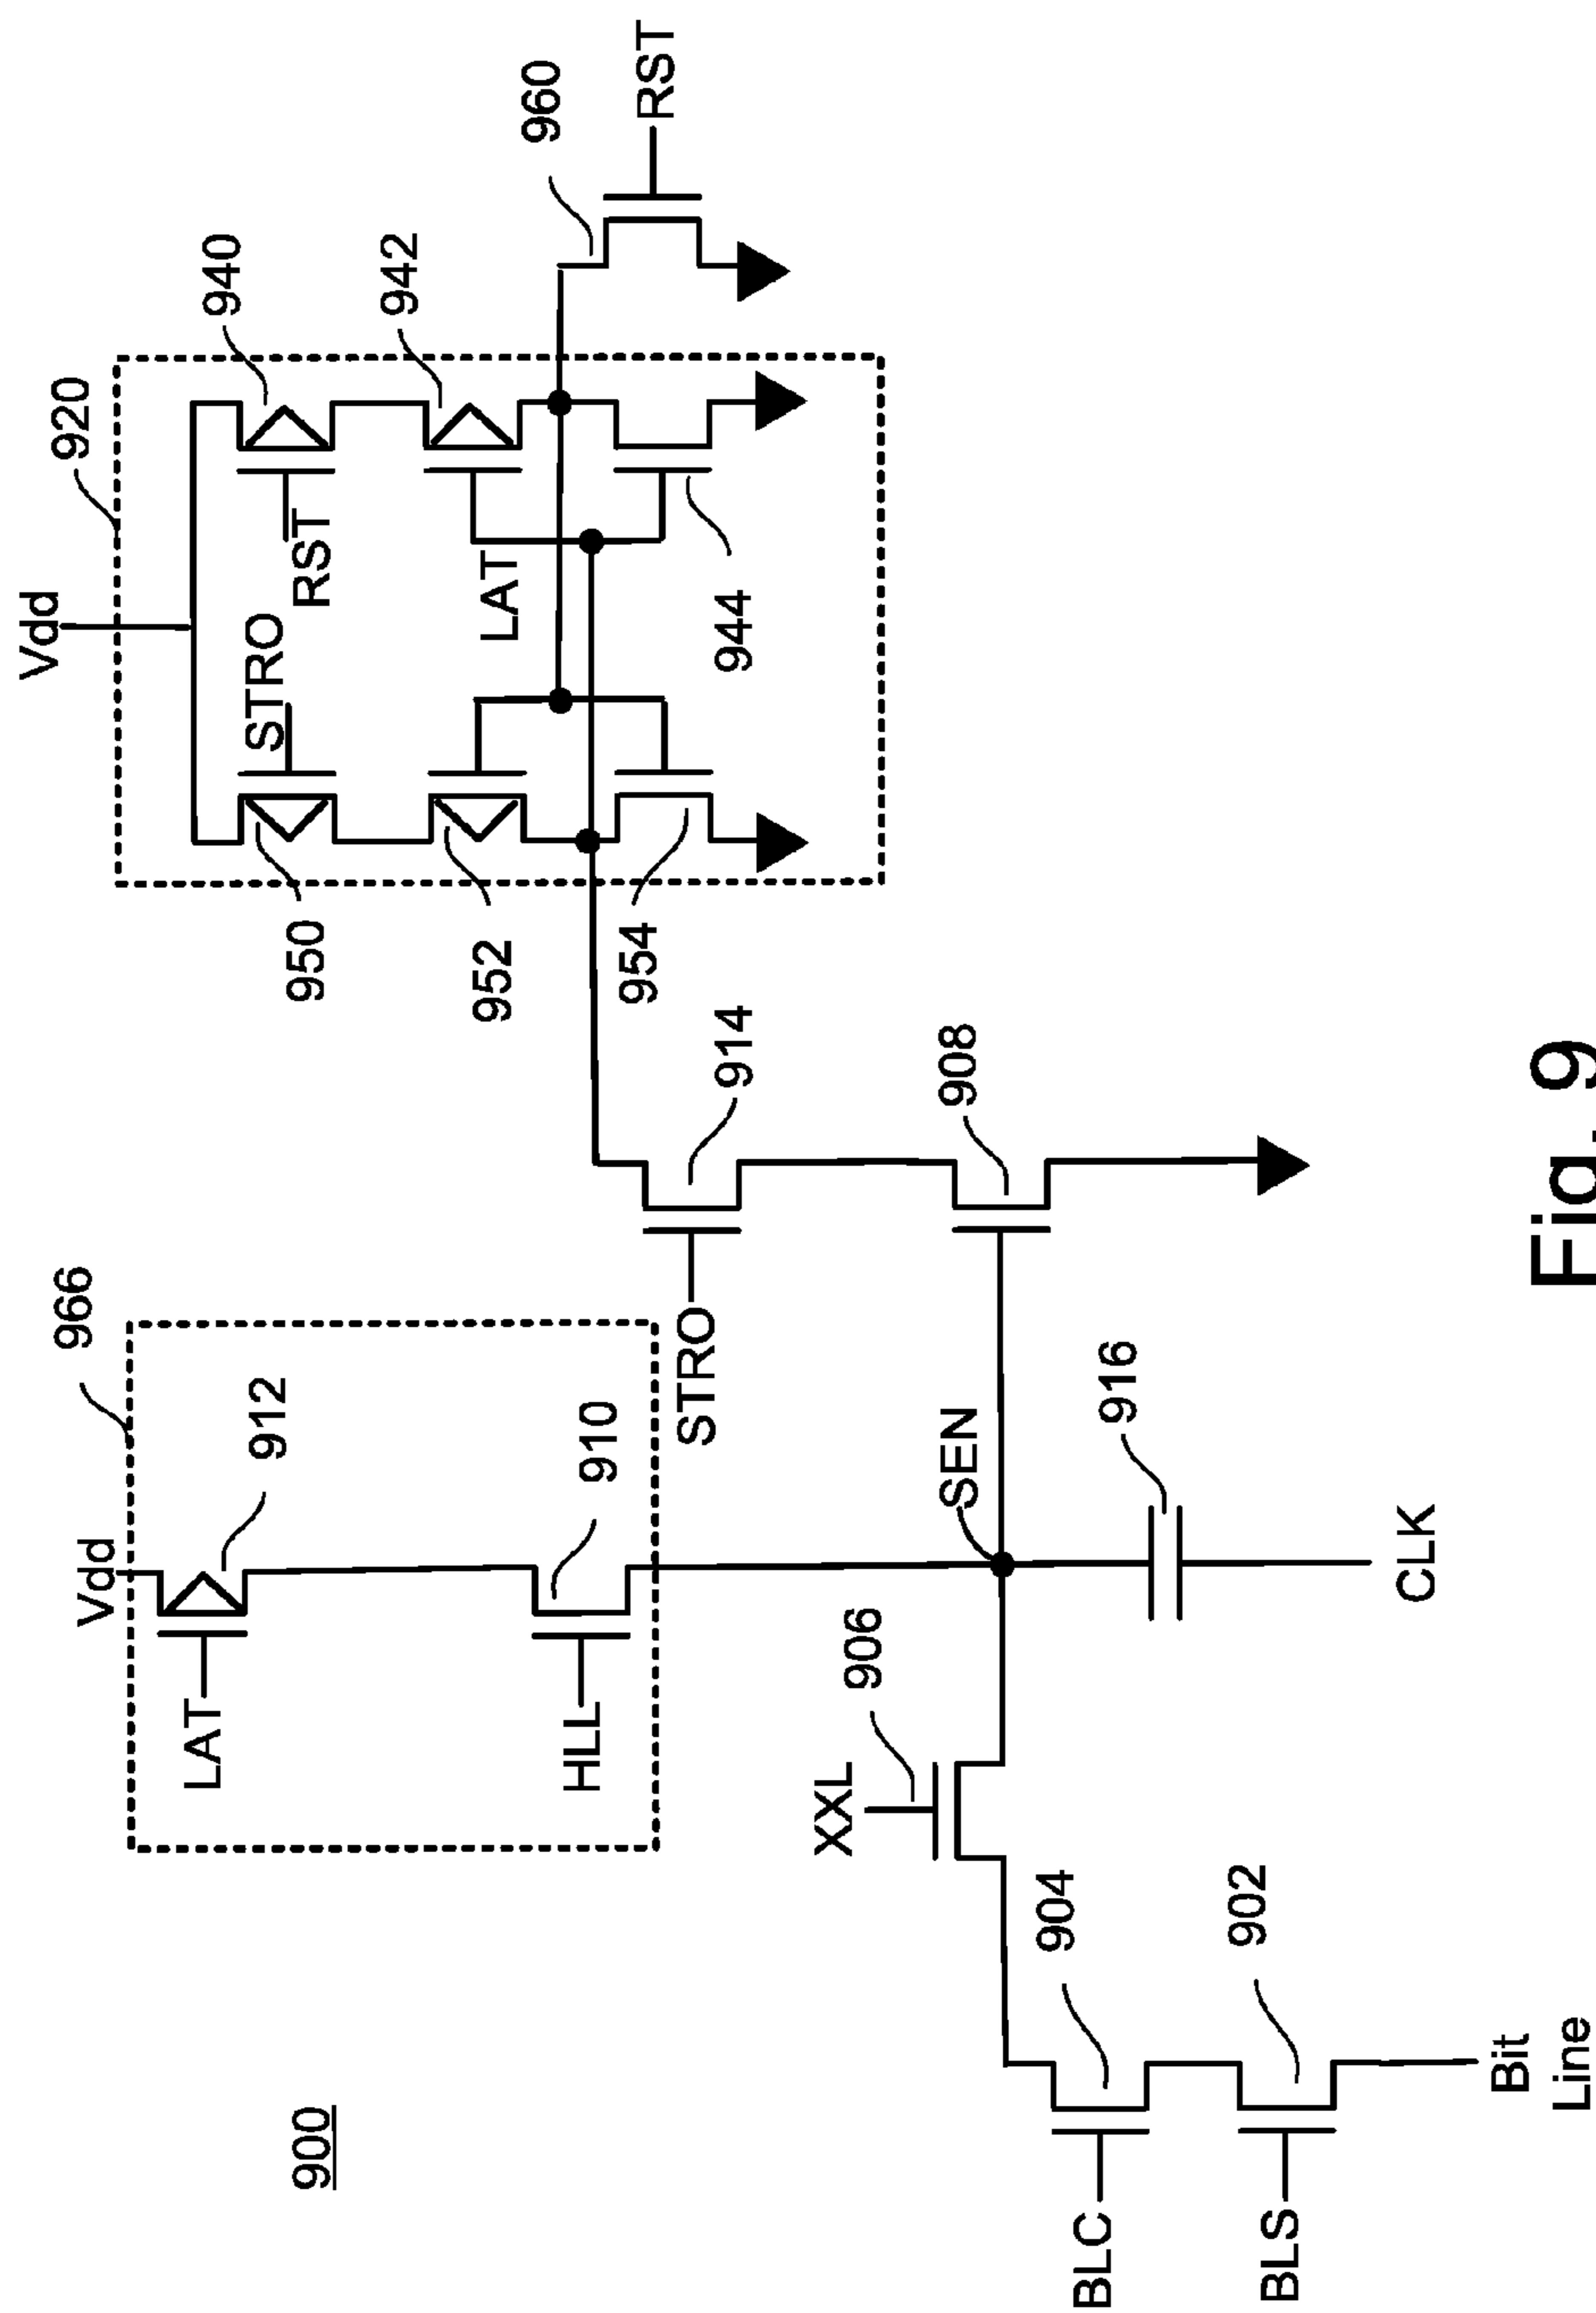 900
Vdd
966
LAT
912
HLL
910
XXL
906
SEN
BLC
904
BLS
902
Bit
Line
916
CLK
STRO
914
908
Vdd
920
950
STRO
RST
940
952
LAT
942
954
944
960
RST
Fig. 9